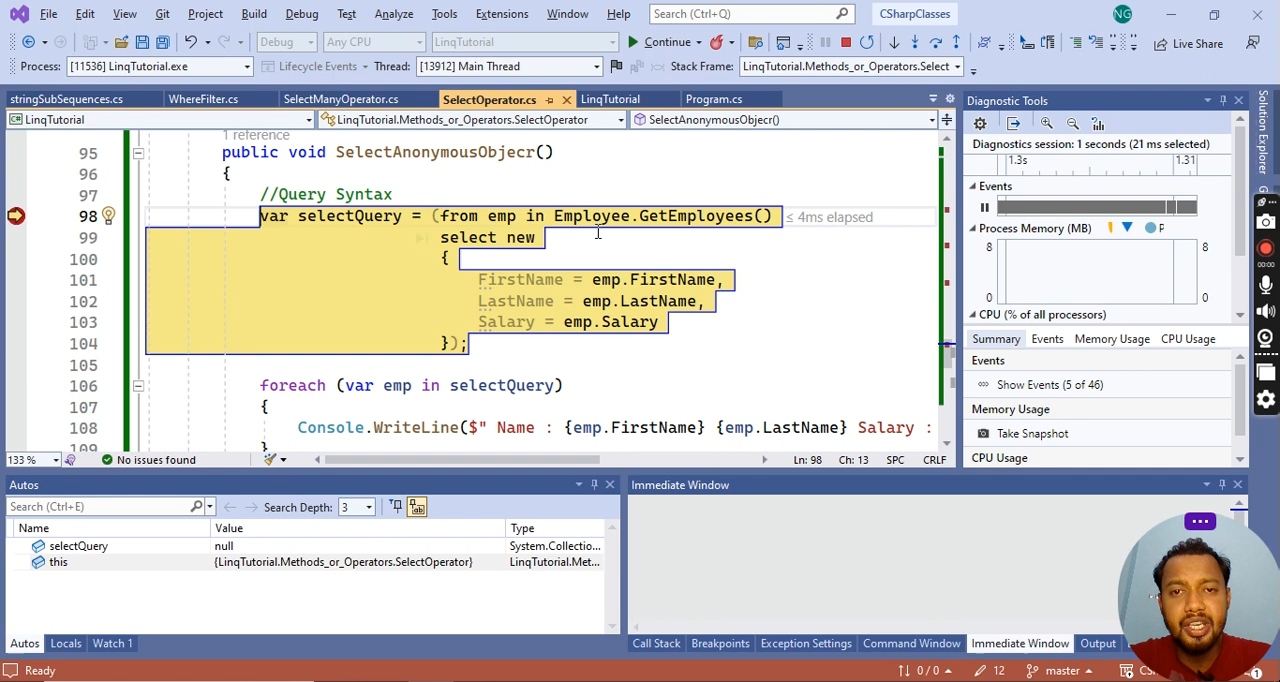 File Edit View Git Project Build Debug Test Analyze Tools Extensions Window Help Search (Ctrl+Q) CSharpClasses NG
Debug Any CPU LinqTutorial Continue Live Share
Process: [11536] LinqTutorial.exe Lifecycle Events Thread: [13912] Main Thread Stack Frame: LinqTutorial.Methods_or_Operators.Select
stringSubSequences.cs WhereFilter.cs SelectManyOperator.cs SelectOperator.cs LinqTutorial Program.cs
LinqTutorial LinqTutorial.Methods_or_Operators.SelectOperator SelectAnonymousObjecr()
1 reference
95 public void SelectAnonymousObjecr()
96 {
97 //Query Syntax
98 var selectQuery = (from emp in Employee.GetEmployees() ≤ 4ms elapsed
99 select new
100 {
101 FirstName = emp.FirstName,
102 LastName = emp.LastName,
103 Salary = emp.Salary
104 });
105
106 foreach (var emp in selectQuery)
107 {
108 Console.WriteLine($" Name : {emp.FirstName} {emp.LastName} Salary :
109 }
133 % No issues found Ln: 98 Ch: 13 SPC CRLF
Diagnostic Tools
Diagnostics session: 1 seconds (21 ms selected)
1.3s 1.31
Events
Process Memory (MB) P
8 8
0 0
CPU (% of all processors)
Summary Events Memory Usage CPU Usage
Events
Show Events (5 of 46)
Memory Usage
Take Snapshot
CPU Usage
Solution Explorer
00:00
Autos
Search (Ctrl+E) Search Depth: 3
Name Value Type
selectQuery null System.Collectio...
this {LinqTutorial.Methods_or_Operators.SelectOperator} LinqTutorial.Met...
Autos Locals Watch 1
Immediate Window
Call Stack Breakpoints Exception Settings Command Window Immediate Window Output
Ready 0 / 0 12 master 1